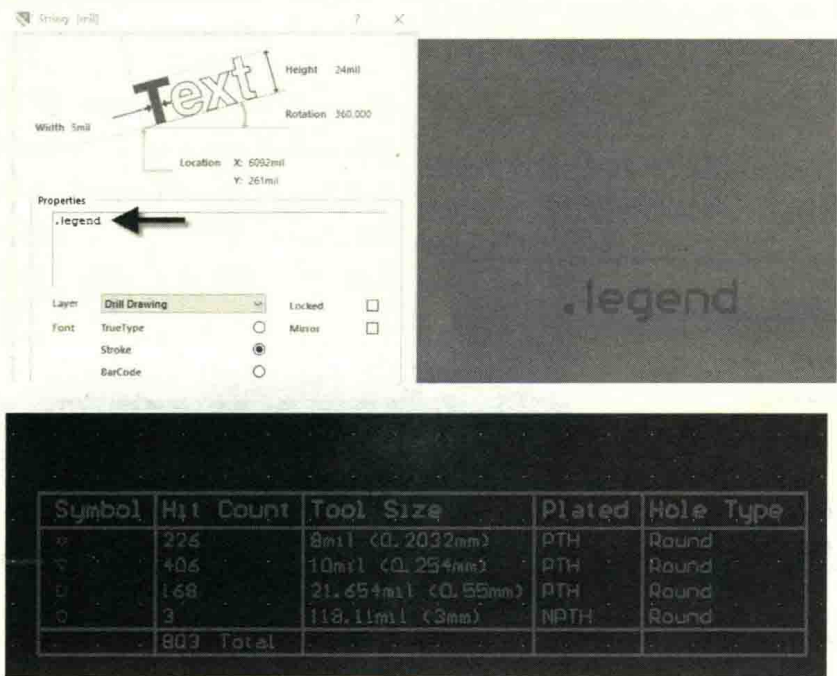 String [mil] ? ×
Text
Height 24mil
Rotation 360.000
Width 5mil
Location X: 6092mil
Y: 261mil
Properties
.legend
Layer Drill Drawing Locked
Font TrueType Mirror
Stroke
BarCode
.legend
Symbol Hit Count Tool Size Plated Hole Type
226 8mil (0.2032mm) PTH Round
406 10mil (0.254mm) PTH Round
168 21.654mil (0.55mm) PTH Round
3 118.11mil (3mm) NPTH Round
803 Total